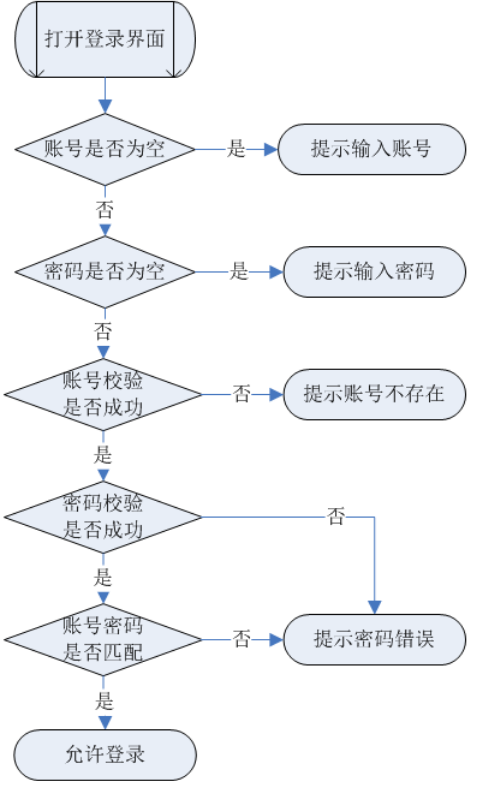 打开登录界面
账号是否为空
是
提示输入账号
否
密码是否为空
是
提示输入密码
否
账号校验
是否成功
否
提示账号不存在
是
密码校验
是否成功
否
是
账号密码
是否匹配
否
提示密码错误
是
允许登录